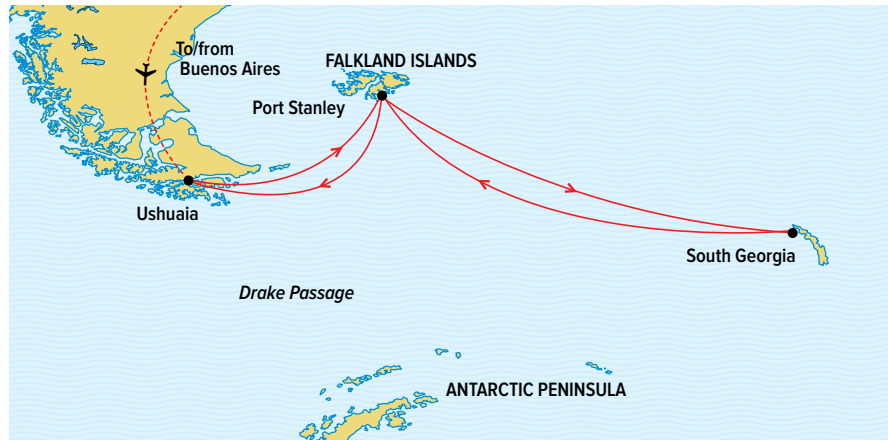 To/from
Buenos Aires
FALKLAND ISLANDS
Port Stanley
Ushuaia
South Georgia
Drake Passage
ANTARCTIC PENINSULA